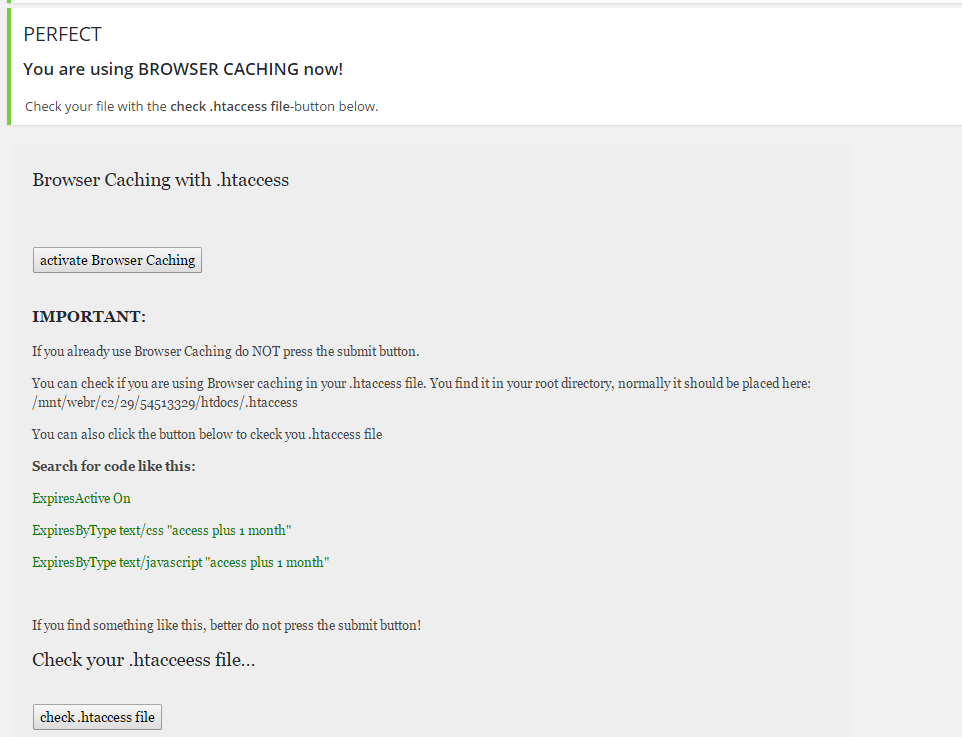 PERFECT
You are using BROWSER CACHING now!
Check your file with the check .htaccess file-button below.
Browser Caching with .htaccess
activate Browser Caching
IMPORTANT:
If you already use Browser Caching do NOT press the submit button.
You can check if you are using Browser caching in your .htaccess file. You find it in your root directory, normally it should be placed here:
/mnt/webr/c2/29/54513329/htdocs/.htaccess
You can also click the button below to ckeck you .htaccess file
Search for code like this:
ExpiresActive On
ExpiresByType text/css "access plus 1 month"
ExpiresByType text/javascript "access plus 1 month"
If you find something like this, better do not press the submit button!
Check your .htacceess file...
check .htaccess file